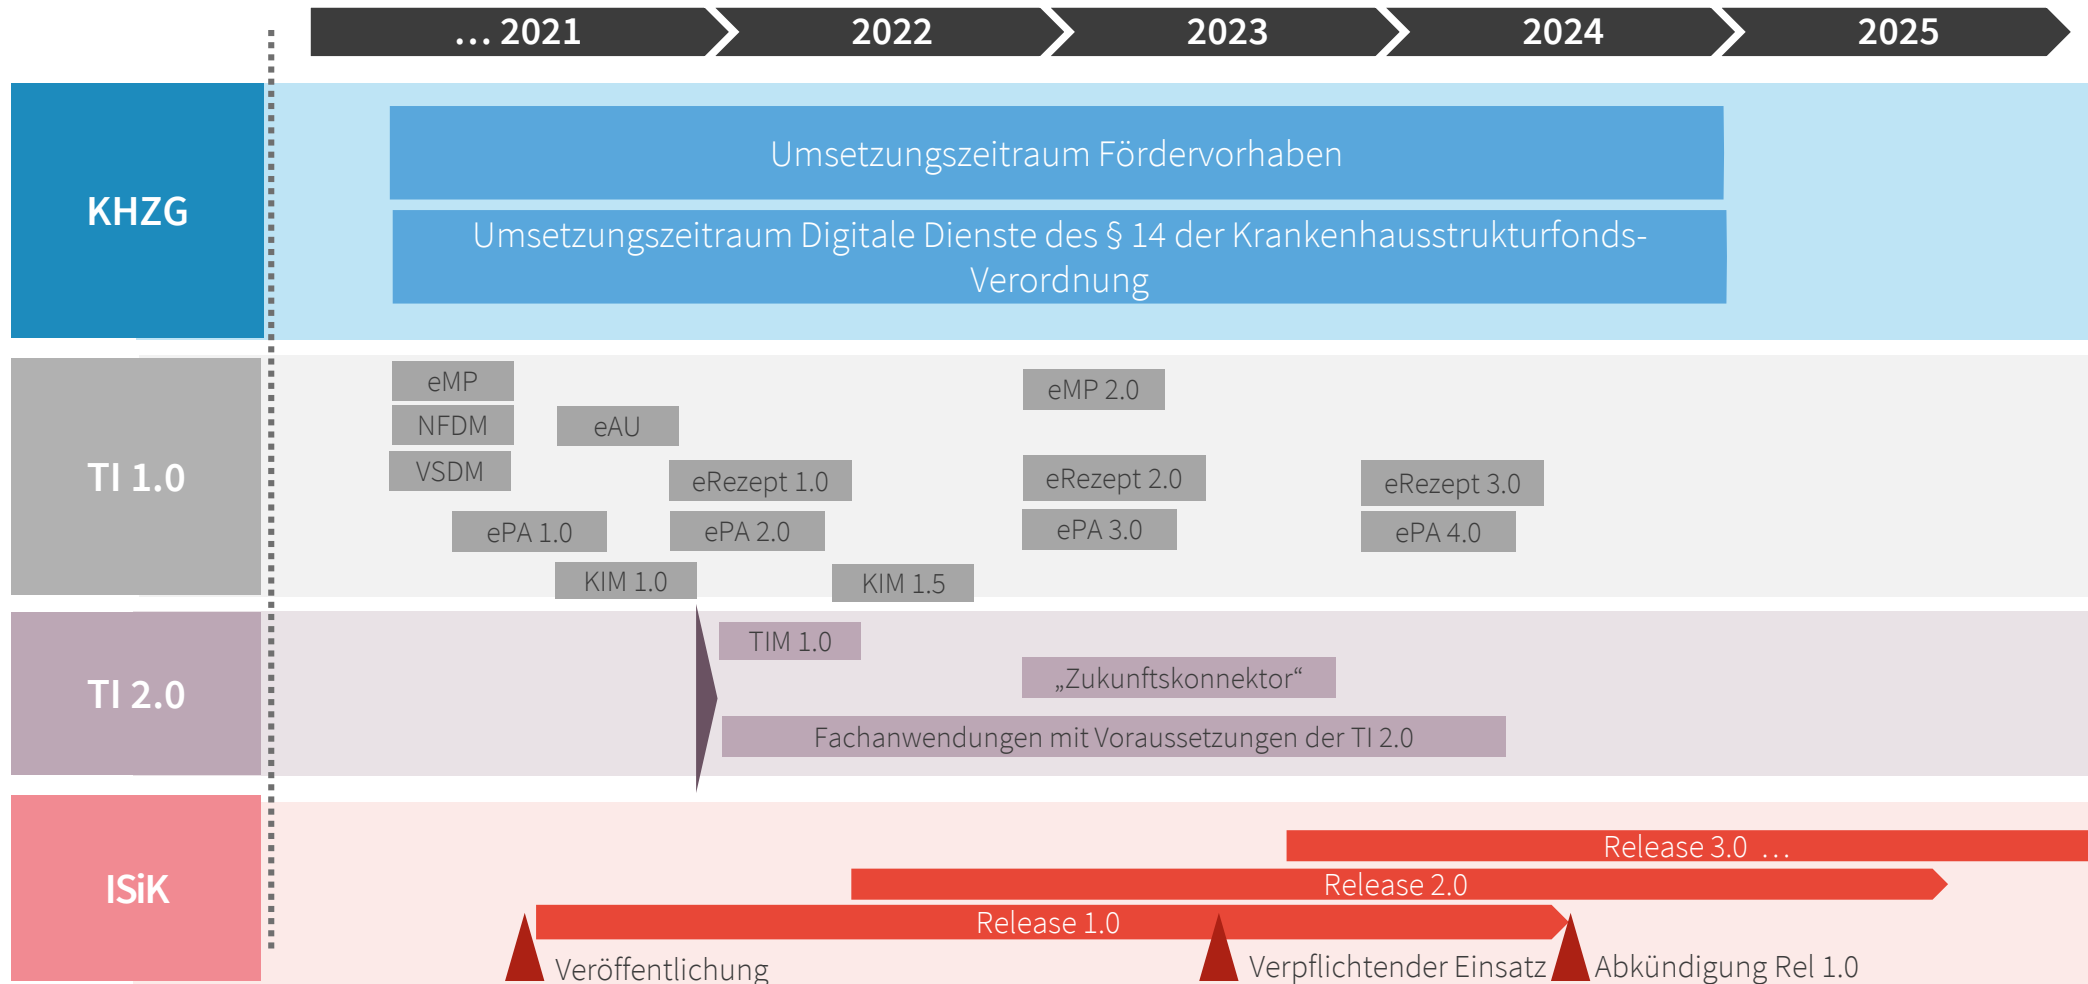 ... 2021
2022
2023
2024
2025
KHZG
Umsetzungszeitraum Fördervorhaben
Umsetzungszeitraum Digitale Dienste des § 14 der Krankenhausstrukturfonds-
Verordnung
TI 1.0
eMP
eMP 2.0
NFDM
eAU
VSDM
eRezept 1.0
eRezept 2.0
eRezept 3.0
ePA 1.0
ePA 2.0
ePA 3.0
ePA 4.0
KIM 1.0
KIM 1.5
TI 2.0
TIM 1.0
„Zukunftskonnektor“
Fachanwendungen mit Voraussetzungen der TI 2.0
ISiK
Release 3.0 ...
Release 2.0
Release 1.0
Veröffentlichung
Verpflichtender Einsatz
Abkündigung Rel 1.0